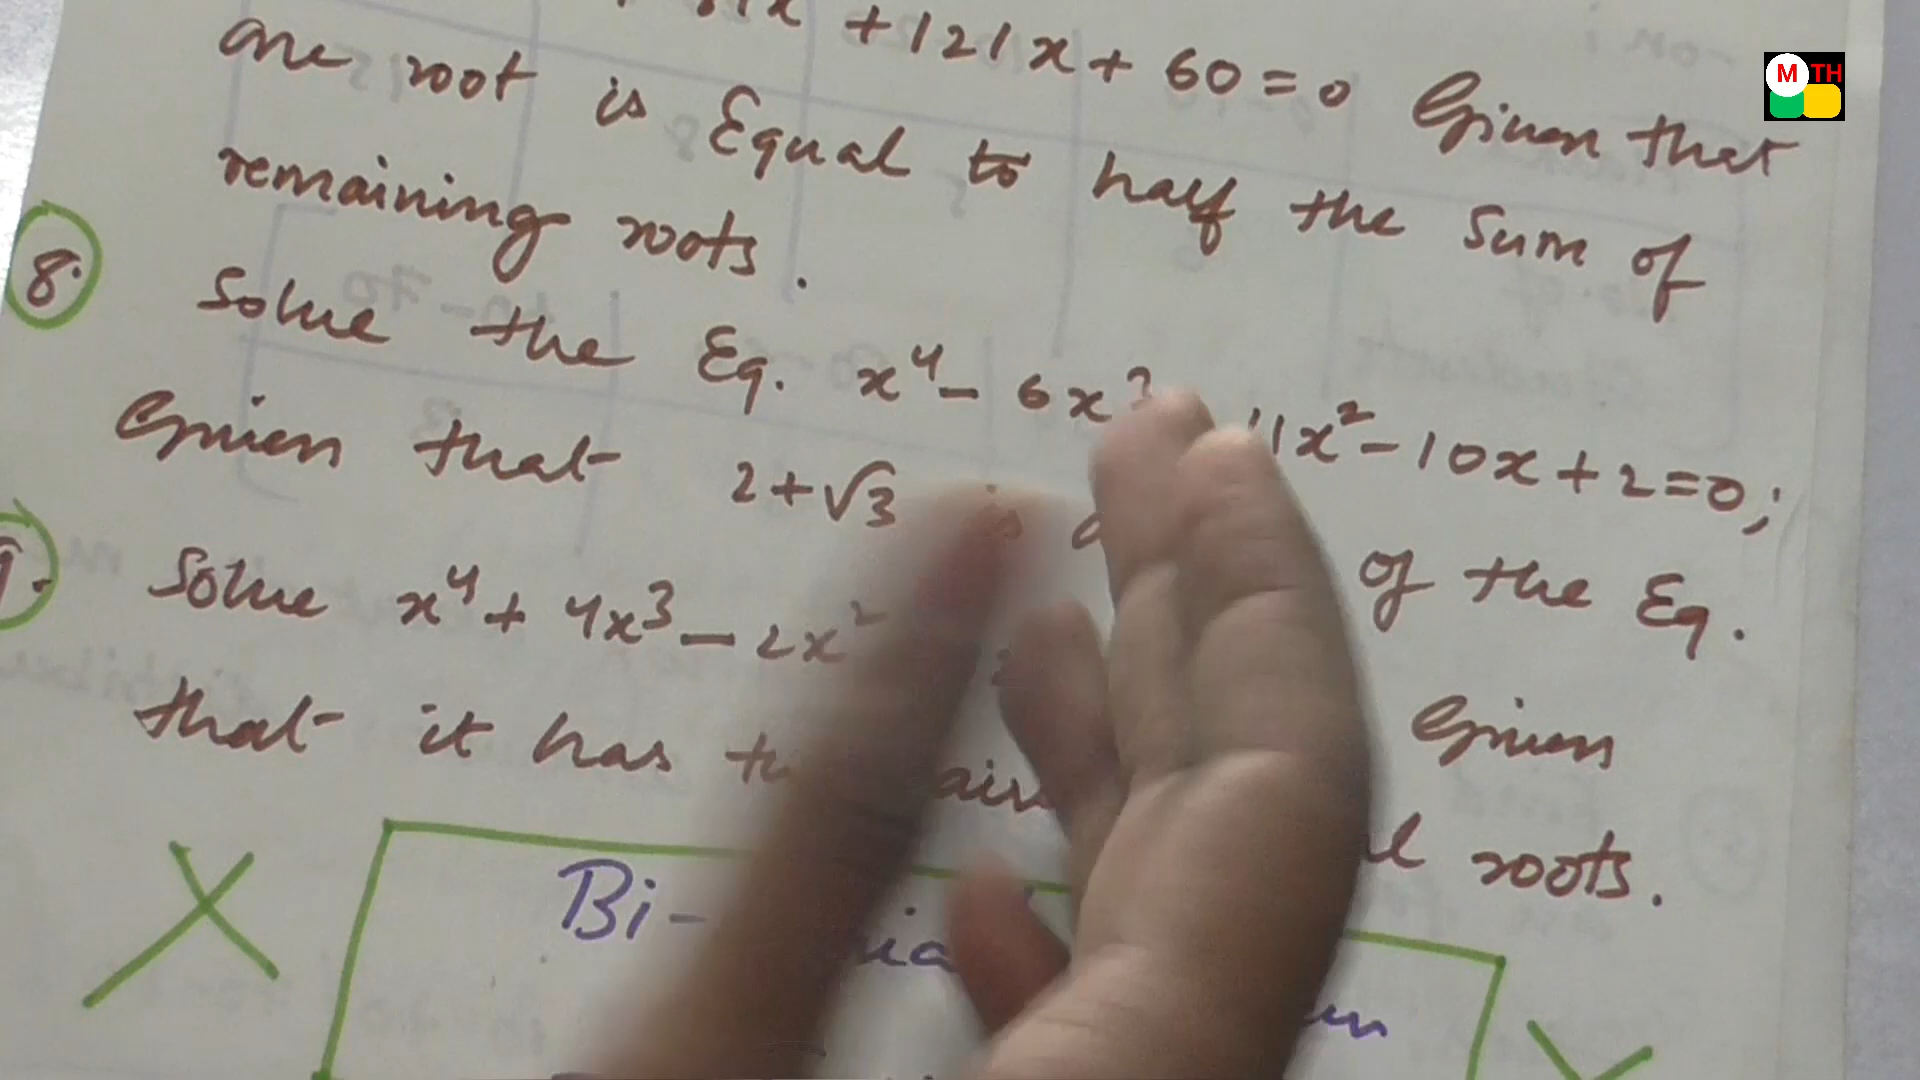 +121x + 60 = 0 Given that
one root is Equal to half the sum of
remaining roots.
8. Solve the Eq. x⁴ - 6x³ 11x² - 10x + 2 = 0;
Given that 2+√3 is of the Eq.
9. Solve x⁴ + 4x³ - 2x² Given
that it has roots.
Bi-
M TH